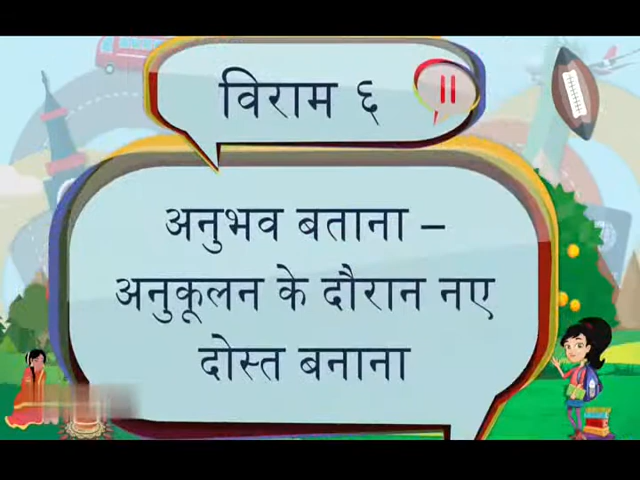 विराम ६
अनुभव बताना –
अनुकूलन के दौरान नए
दोस्त बनाना